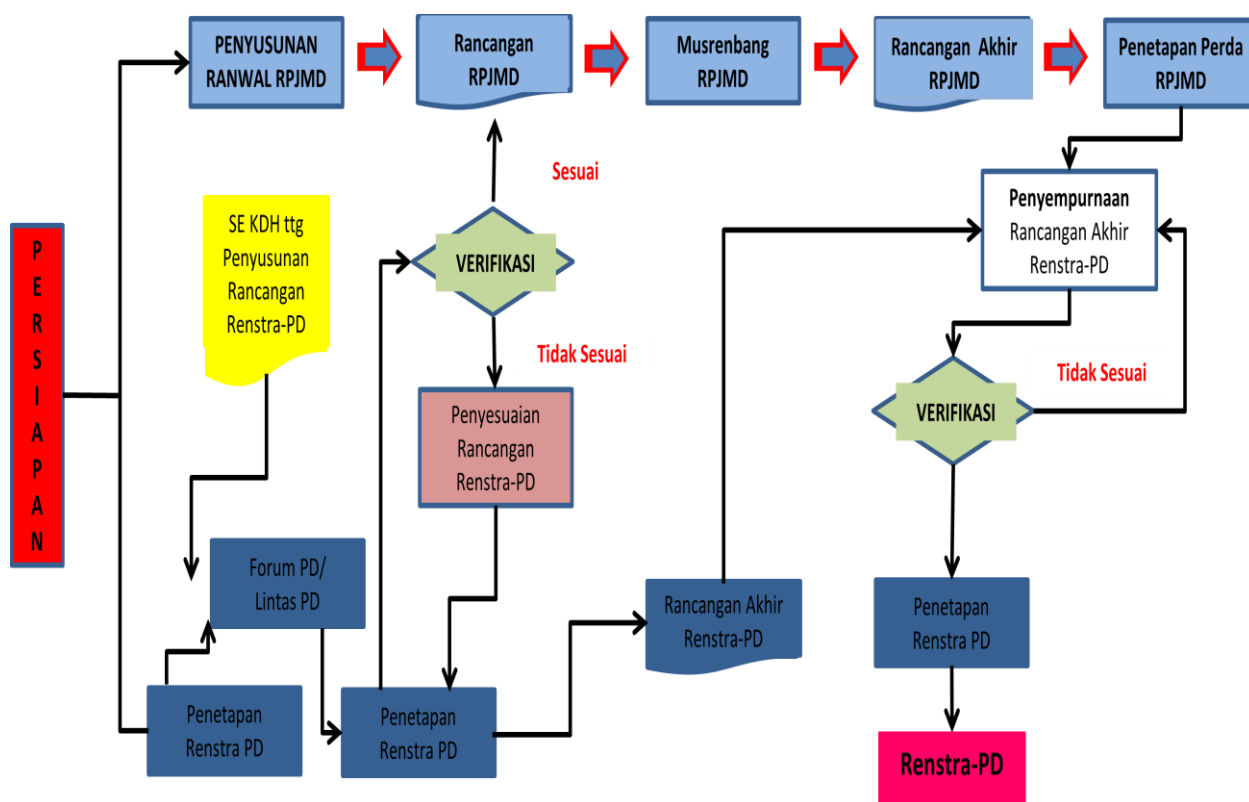 PENYUSUNAN
RANWAL RPJMD
Rancangan
RPJMD
Musrenbang
RPJMD
Rancangan Akhir
RPJMD
Penetapan Perda
RPJMD
Sesuai
SE KDH ttg
Penyusunan
Rancangan
Renstra-PD
Penyempurnaan
Rancangan Akhir
Renstra-PD
PERSIAPAN
VERIFIKASI
Tidak Sesuai
Tidak Sesuai
Penyesuaian
Rancangan
Renstra-PD
VERIFIKASI
Forum PD/
Lintas PD
Rancangan Akhir
Renstra-PD
Penetapan
Renstra PD
Penetapan
Renstra PD
Penetapan
Renstra PD
Renstra-PD